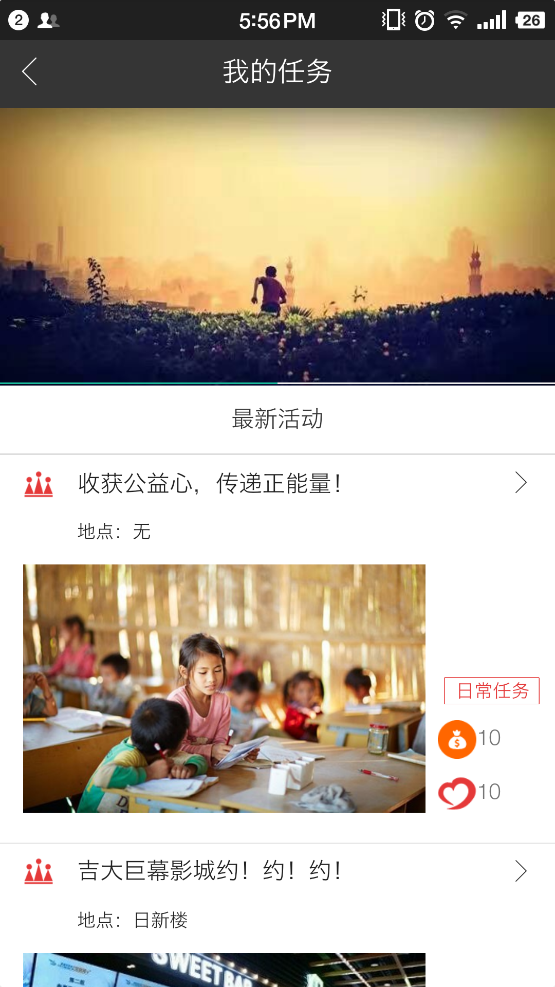 2
5:56PM
26
我的任务
最新活动
收获公益心，传递正能量！
地点：无
日常任务
10
10
吉大巨幕影城约！约！约！
地点：日新楼
SWEET BAR